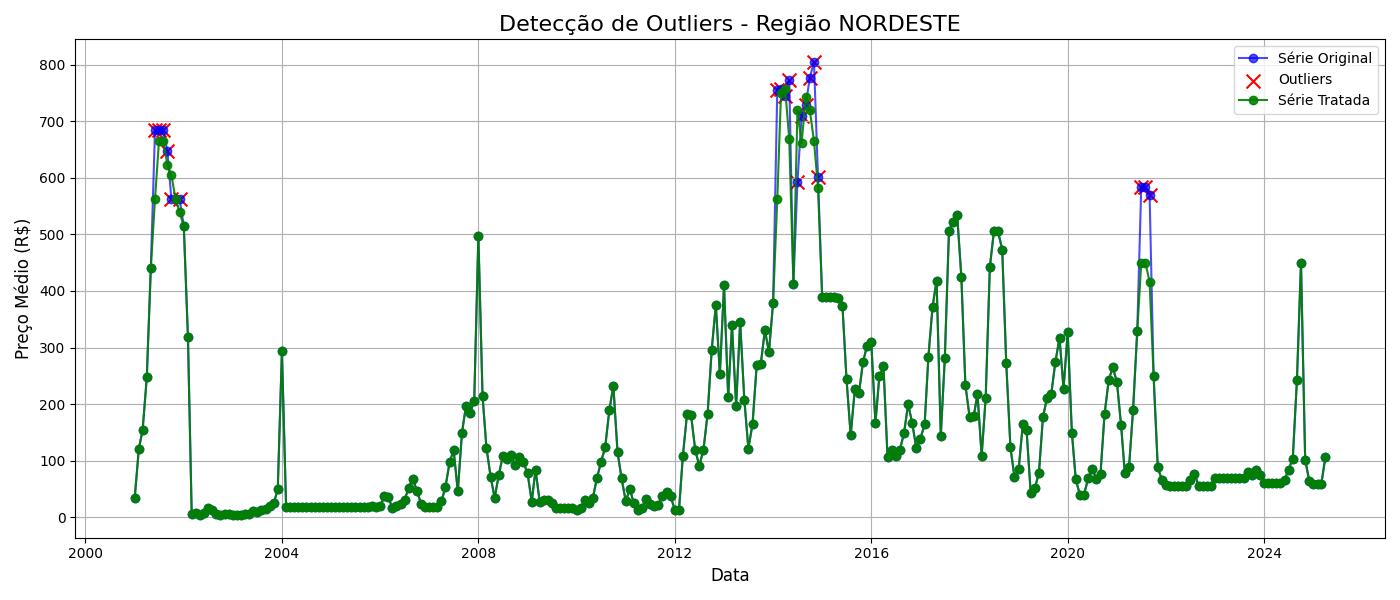 Detecção de Outliers - Região NORDESTE
Série Original
Outliers
Série Tratada
Preço Médio (R$)
800
700
600
500
400
300
200
100
0
2000
2004
2008
2012
2016
2020
2024
Data